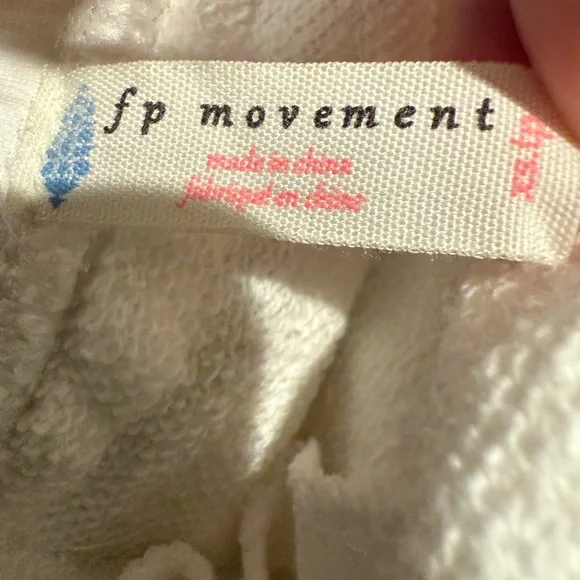 fp movement
made in china
fabriqué en chine
xs.tp